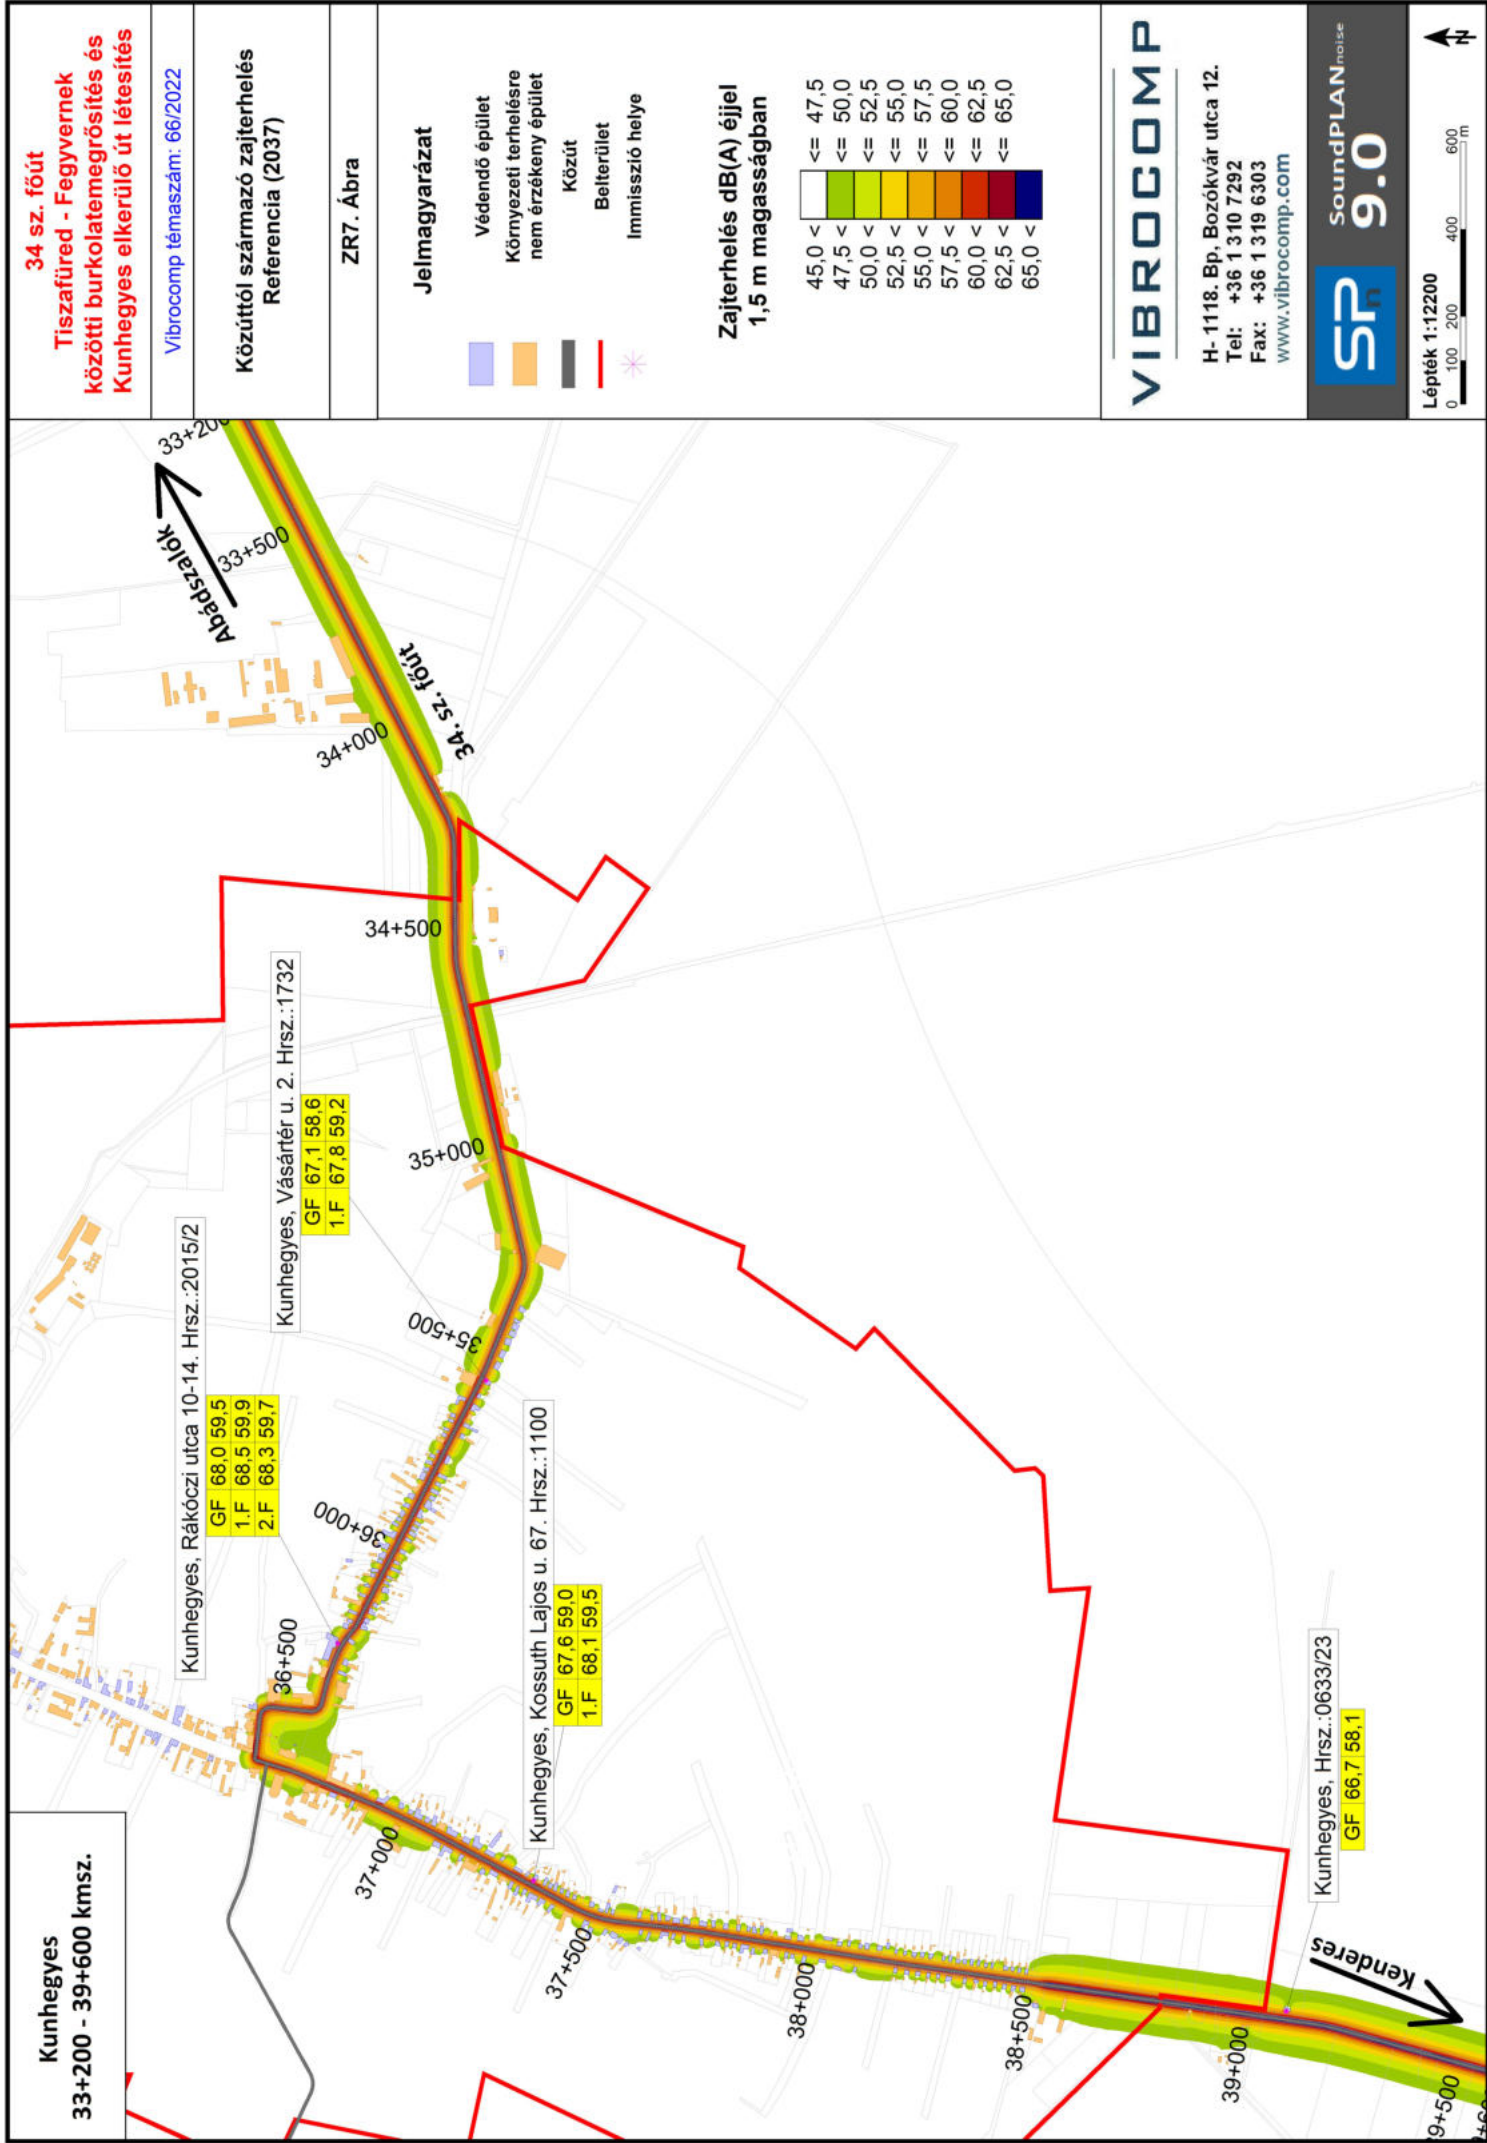 Kunhegyes
33+200 - 39+600 kmsz.
Abádszalók
33+200
33+500
34. sz. főút
34+000
34+500
35+000
35+500
36+000
36+500
37+000
37+500
38+000
38+500
39+000
39+500
Kenderes
Kunhegyes, Rákóczi utca 10-14. Hrsz.:2015/2
GF 68,0 59,5
1.F 68,5 59,9
2.F 68,3 59,7
Kunhegyes, Vásártér u. 2. Hrsz.:1732
GF 67,1 58,6
1.F 67,8 59,2
Kunhegyes, Kossuth Lajos u. 67. Hrsz.:1100
GF 67,6 59,0
1.F 68,1 59,5
Kunhegyes, Hrsz.:0633/23
GF 66,7 58,1
34 sz. főút
Tiszafüred - Fegyvernek
közötti burkolatemegrősítés és
Kunhegyes elkerülő út létesítés
Vibrocomp témaszám: 66/2022
Közúttól származó zajterhelés
Referencia (2037)
ZR7. Ábra
Jelmagyarázat
Védendő épület
Környezeti terhelésre
nem érzékeny épület
Közút
Belterület
Immisszió helye
Zajterhelés dB(A) éjjel
1,5 m magasságban
45,0 < <= 47,5
47,5 < <= 50,0
50,0 < <= 52,5
52,5 < <= 55,0
55,0 < <= 57,5
57,5 < <= 60,0
60,0 < <= 62,5
62,5 < <= 65,0
65,0 <
VIBROCOMP
H- 1118. Bp, Bozókvár utca 12.
Tel: +36 1 310 7292
Fax: +36 1 319 6303
www.vibrocomp.com
SPn
SoundPLANnoise
9.0
Lépték 1:12200
0 100 200 400 600
m
N